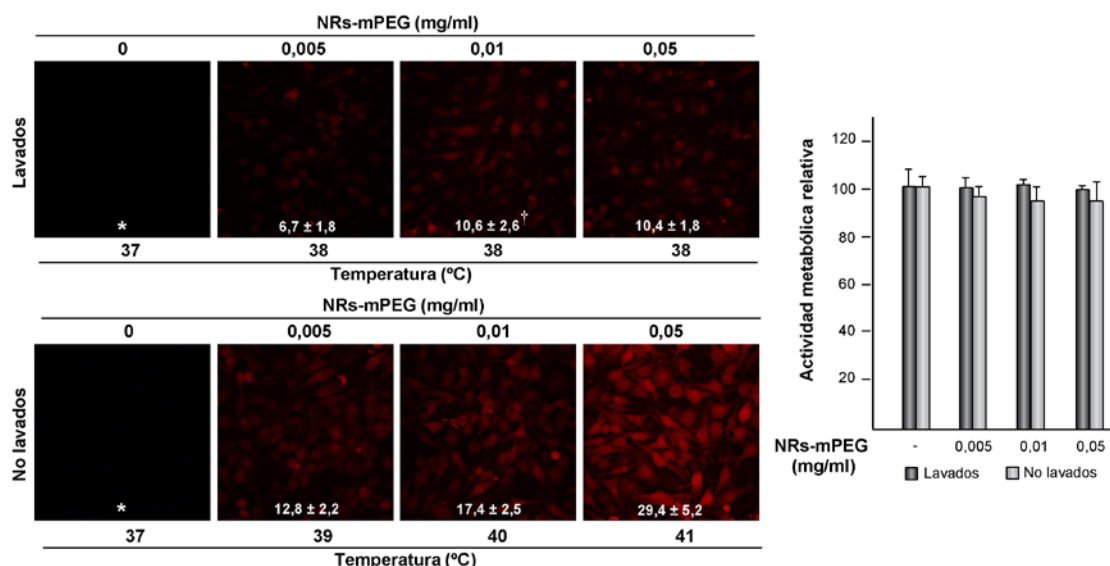 NRs-mPEG (mg/ml)
0 0,005 0,01 0,05
Lavados
* 6,7 ± 1,8 10,6 ± 2,6† 10,4 ± 1,8
37 38 38 38
Temperatura (ºC)
NRs-mPEG (mg/ml)
0 0,005 0,01 0,05
No lavados
* 12,8 ± 2,2 17,4 ± 2,5 29,4 ± 5,2
37 39 40 41
Temperatura (ºC)
Actividad metabólica relativa
120
100
80
60
40
20
NRs-mPEG
(mg/ml)
- 0,005 0,01 0,05
Lavados No lavados